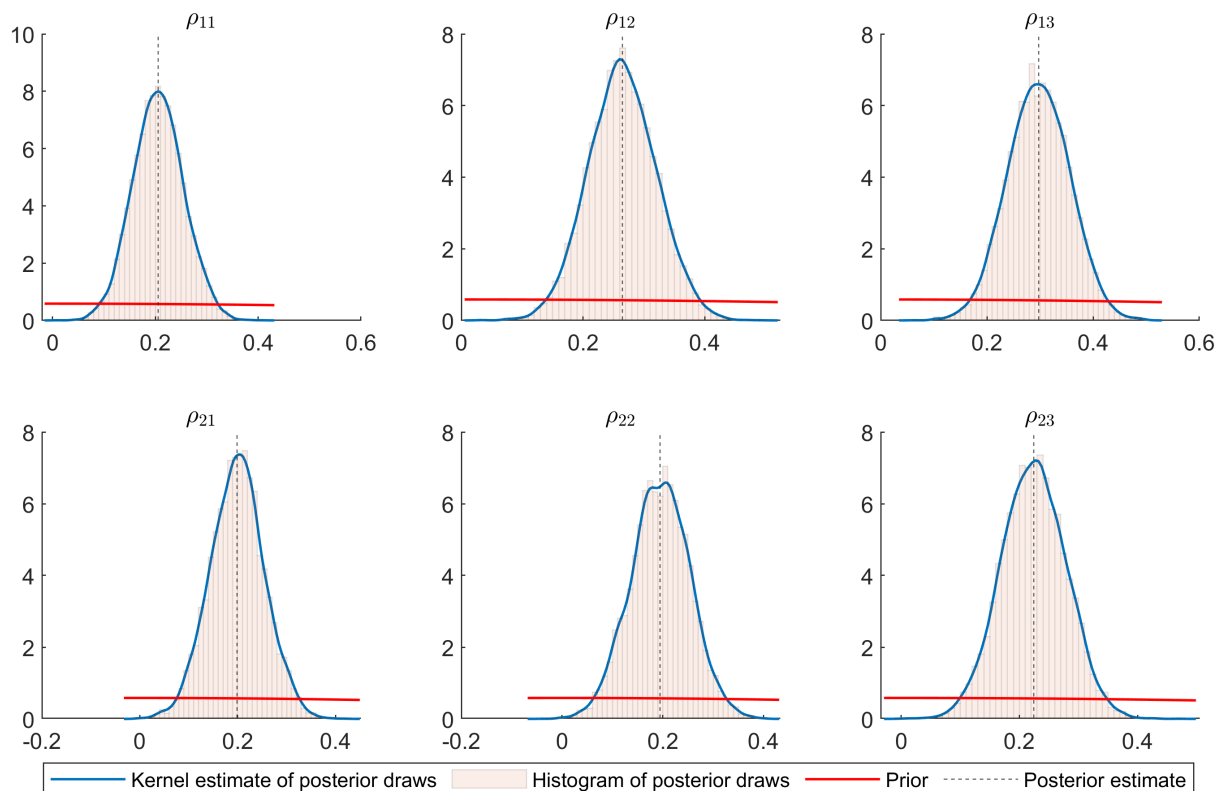 ρ11 ρ12 ρ13
10 8 6 4 2 0
0 0.2 0.4 0.6
8 6 4 2 0
0 0.2 0.4
8 6 4 2 0
0 0.2 0.4 0.6
ρ21 ρ22 ρ23
8 6 4 2 0
-0.2 0 0.2 0.4
8 6 4 2 0
-0.2 0 0.2 0.4
8 6 4 2 0
0 0.2 0.4
Kernel estimate of posterior draws Histogram of posterior draws Prior Posterior estimate